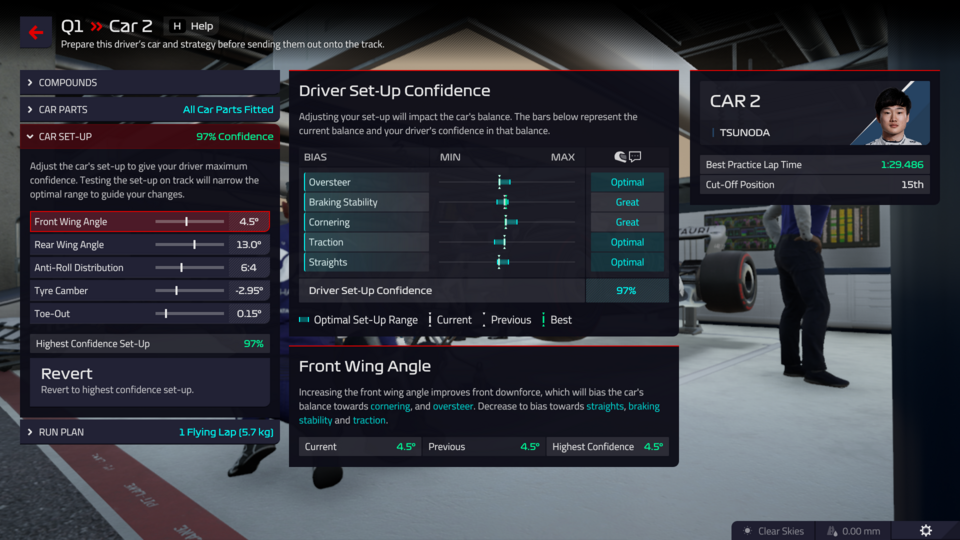 Q1 Car 2 H Help
Prepare this driver's car and strategy before sending them out onto the track.
COMPOUNDS
CAR PARTS All Car Parts Fitted
CAR SET-UP 97% Confidence
Adjust the car's set-up to give your driver maximum
confidence. Testing the set-up on track will narrow the
optimal range to guide your changes.
Front Wing Angle 4.5°
Rear Wing Angle 13.0°
Anti-Roll Distribution 6:4
Tyre Camber -2.95°
Toe-Out 0.15°
Highest Confidence Set-Up 97%
Revert
Revert to highest confidence set-up.
RUN PLAN 1 Flying Lap (5.7 kg)
Driver Set-Up Confidence
Adjusting your set-up will impact the car's balance. The bars below represent the
current balance and your driver's confidence in that balance.
BIAS MIN MAX
Oversteer Optimal
Braking Stability Great
Cornering Great
Traction Optimal
Straights Optimal
Driver Set-Up Confidence 97%
Optimal Set-Up Range Current Previous Best
Front Wing Angle
Increasing the front wing angle improves front downforce, which will bias the car's
balance towards cornering, and oversteer. Decrease to bias towards straights, braking
stability and traction.
Current 4.5° Previous 4.5° Highest Confidence 4.5°
CAR 2
TSUNODA
Best Practice Lap Time 1:29.486
Cut-Off Position 15th
TAURI
PIT LANE
Clear Skies 0.00 mm